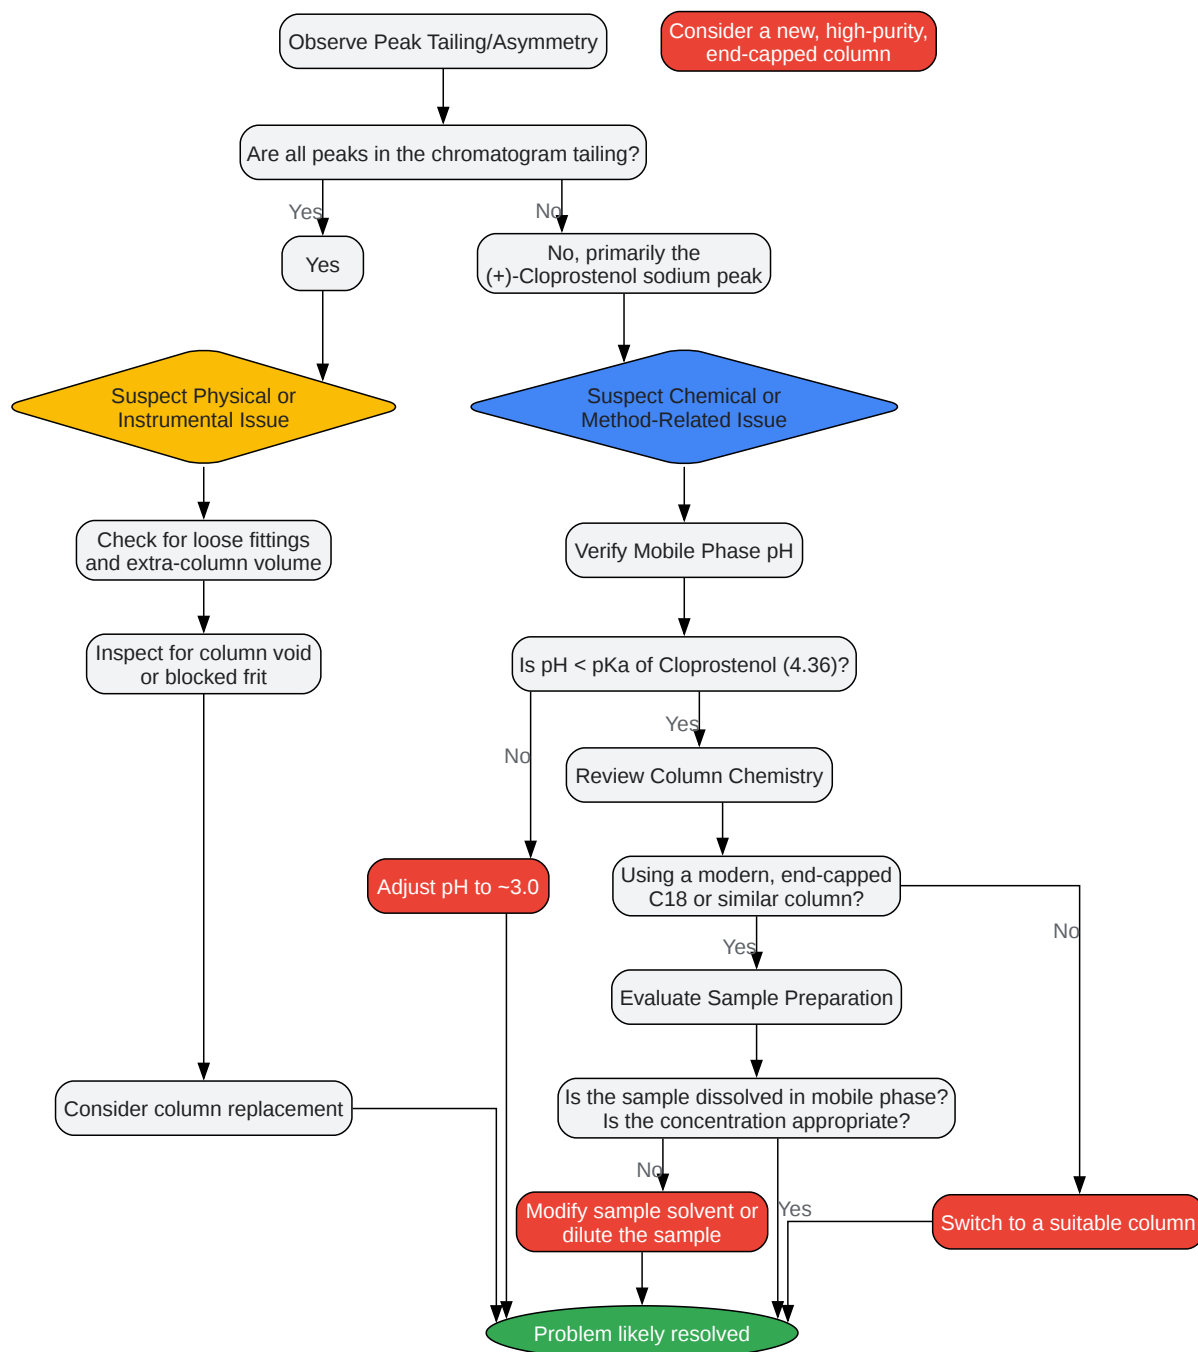 Observe Peak Tailing/Asymmetry
Consider a new, high-purity,
end-capped column
Are all peaks in the chromatogram tailing?
Yes
No
Yes
No, primarily the
(+)-Cloprostenol sodium peak
Suspect Physical or
Instrumental Issue
Suspect Chemical or
Method-Related Issue
Check for loose fittings
and extra-column volume
Verify Mobile Phase pH
Inspect for column void
or blocked frit
Is pH < pKa of Cloprostenol (4.36)?
Yes
No
Review Column Chemistry
Adjust pH to ~3.0
Using a modern, end-capped
C18 or similar column?
Yes
No
Evaluate Sample Preparation
Consider column replacement
Is the sample dissolved in mobile phase?
Is the concentration appropriate?
No
Yes
Modify sample solvent or
dilute the sample
Switch to a suitable column
Problem likely resolved